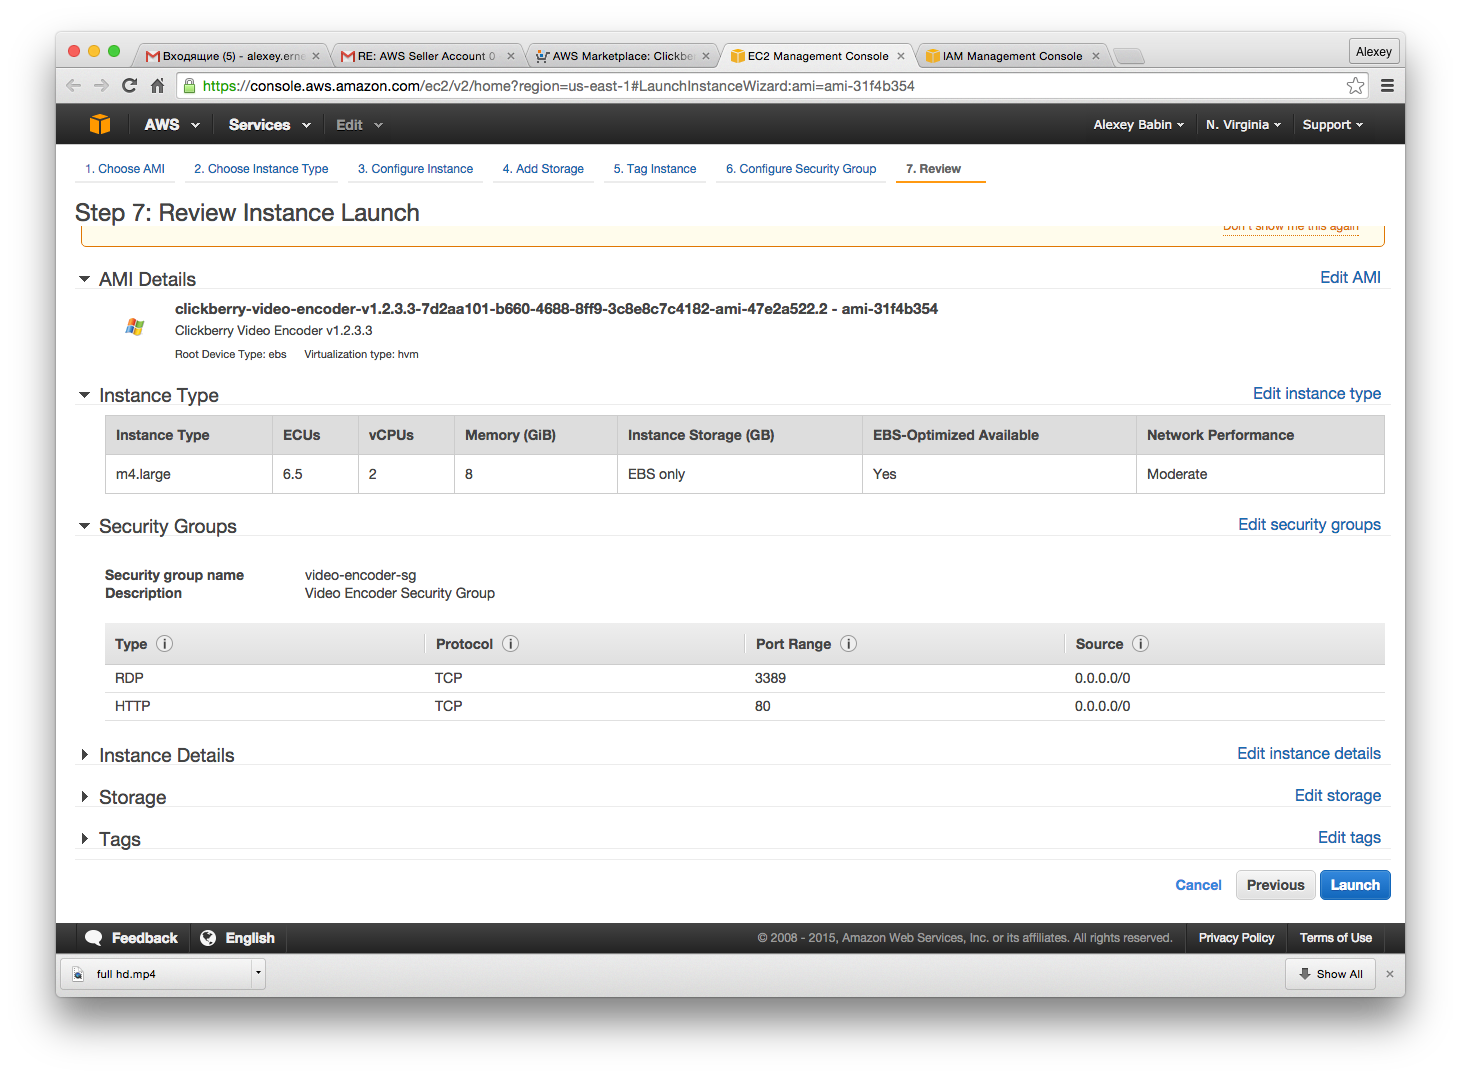 Входящие (5) - alexey.erne
RE: AWS Seller Account 0
AWS Marketplace: Clickbe
EC2 Management Console
IAM Management Console
Alexey
https://console.aws.amazon.com/ec2/v2/home?region=us-east-1#LaunchInstanceWizard:ami=ami-31f4b354
AWS Services Edit Alexey Babin N. Virginia Support
1. Choose AMI 2. Choose Instance Type 3. Configure Instance 4. Add Storage 5. Tag Instance 6. Configure Security Group 7. Review
Step 7: Review Instance Launch
Don't show me this again
AMI Details Edit AMI
clickberry-video-encoder-v1.2.3.3-7d2aa101-b660-4688-8ff9-3c8e8c7c4182-ami-47e2a522.2 - ami-31f4b354
Clickberry Video Encoder v1.2.3.3
Root Device Type: ebs Virtualization type: hvm
Instance Type Edit instance type
Instance Type ECUs vCPUs Memory (GiB) Instance Storage (GB) EBS-Optimized Available Network Performance
m4.large 6.5 2 8 EBS only Yes Moderate
Security Groups Edit security groups
Security group name video-encoder-sg
Description Video Encoder Security Group
Type i Protocol i Port Range i Source i
RDP TCP 3389 0.0.0.0/0
HTTP TCP 80 0.0.0.0/0
Instance Details Edit instance details
Storage Edit storage
Tags Edit tags
Cancel Previous Launch
Feedback English © 2008 - 2015, Amazon Web Services, Inc. or its affiliates. All rights reserved. Privacy Policy Terms of Use
full hd.mp4 Show All